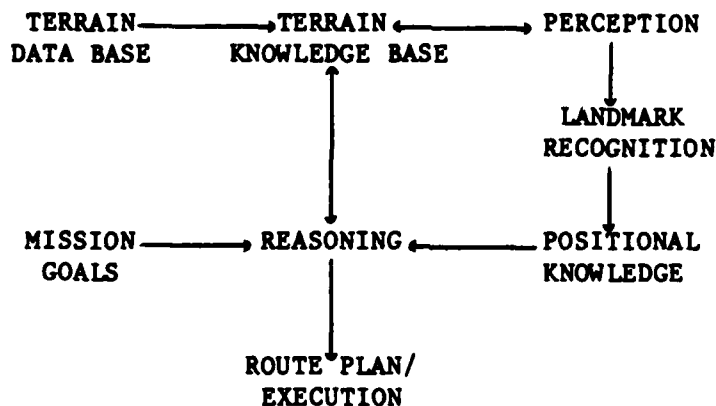 TERRAIN
DATA BASE
TERRAIN
KNOWLEDGE BASE
PERCEPTION
LANDMARK
RECOGNITION
MISSION
GOALS
REASONING
POSITIONAL
KNOWLEDGE
ROUTE PLAN/
EXECUTION